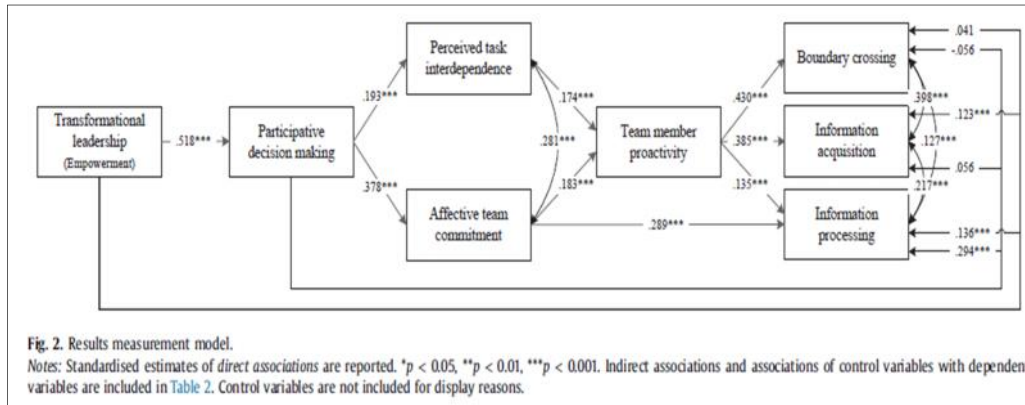 Transformational
leadership
(Empowerment)
.518***
Participative
decision making
.193***
.378***
Perceived task
interdependence
Affective team
commitment
.174***
.281***
.183***
.289***
Team member
proactivity
.430***
.385***
.135***
Boundary crossing
Information
acquisition
Information
processing
.041
-.056
.398***
.123***
.127***
.056
.217***
.136***
.294***
Fig. 2. Results measurement model.
Notes: Standardised estimates of direct associations are reported. *p < 0.05, **p < 0.01, ***p < 0.001. Indirect associations and associations of control variables with dependen
variables are included in Table 2. Control variables are not included for display reasons.